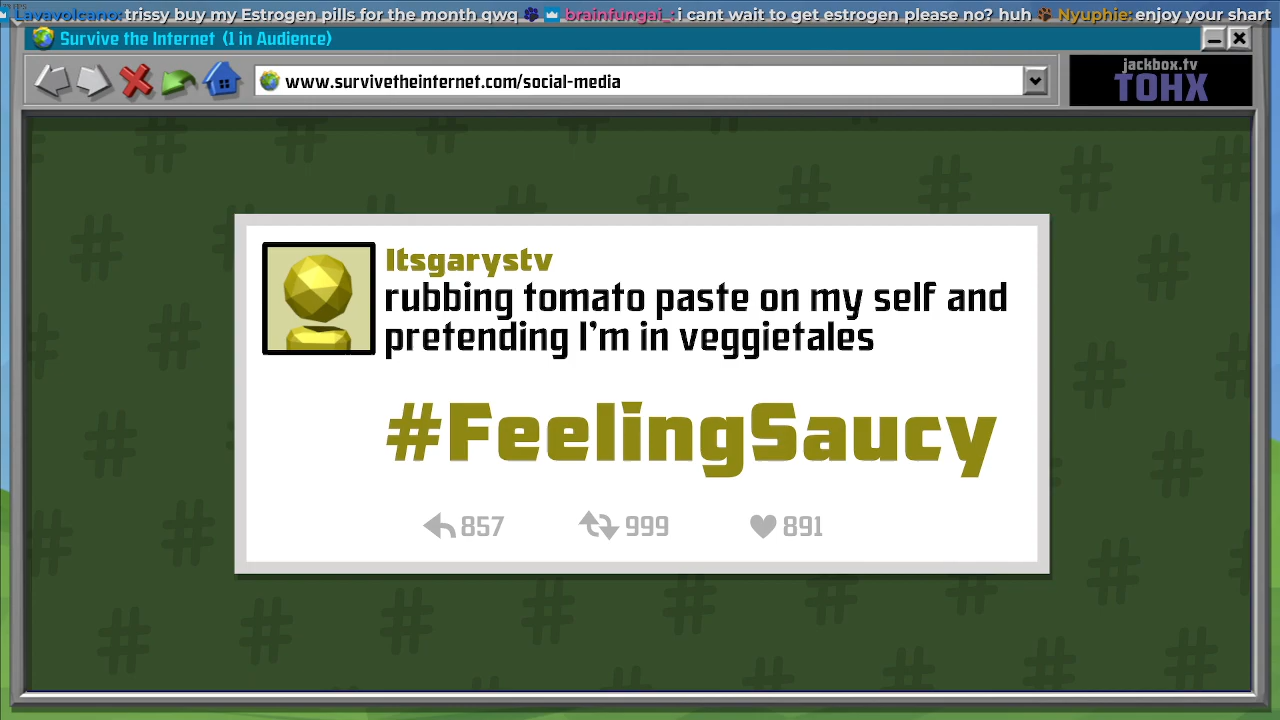 Lavavolcano: trissy buy my Estrogen pills for the month qwq brainfungai_: i cant wait to get estrogen please no? huh Nyuphie: enjoy your shart
Survive the Internet (1 in Audience)
www.survivetheinternet.com/social-media
jackbox.tv
TOHX
Itsgarystv
rubbing tomato paste on my self and
pretending I'm in veggietales
#FeelingSaucy
857 999 891